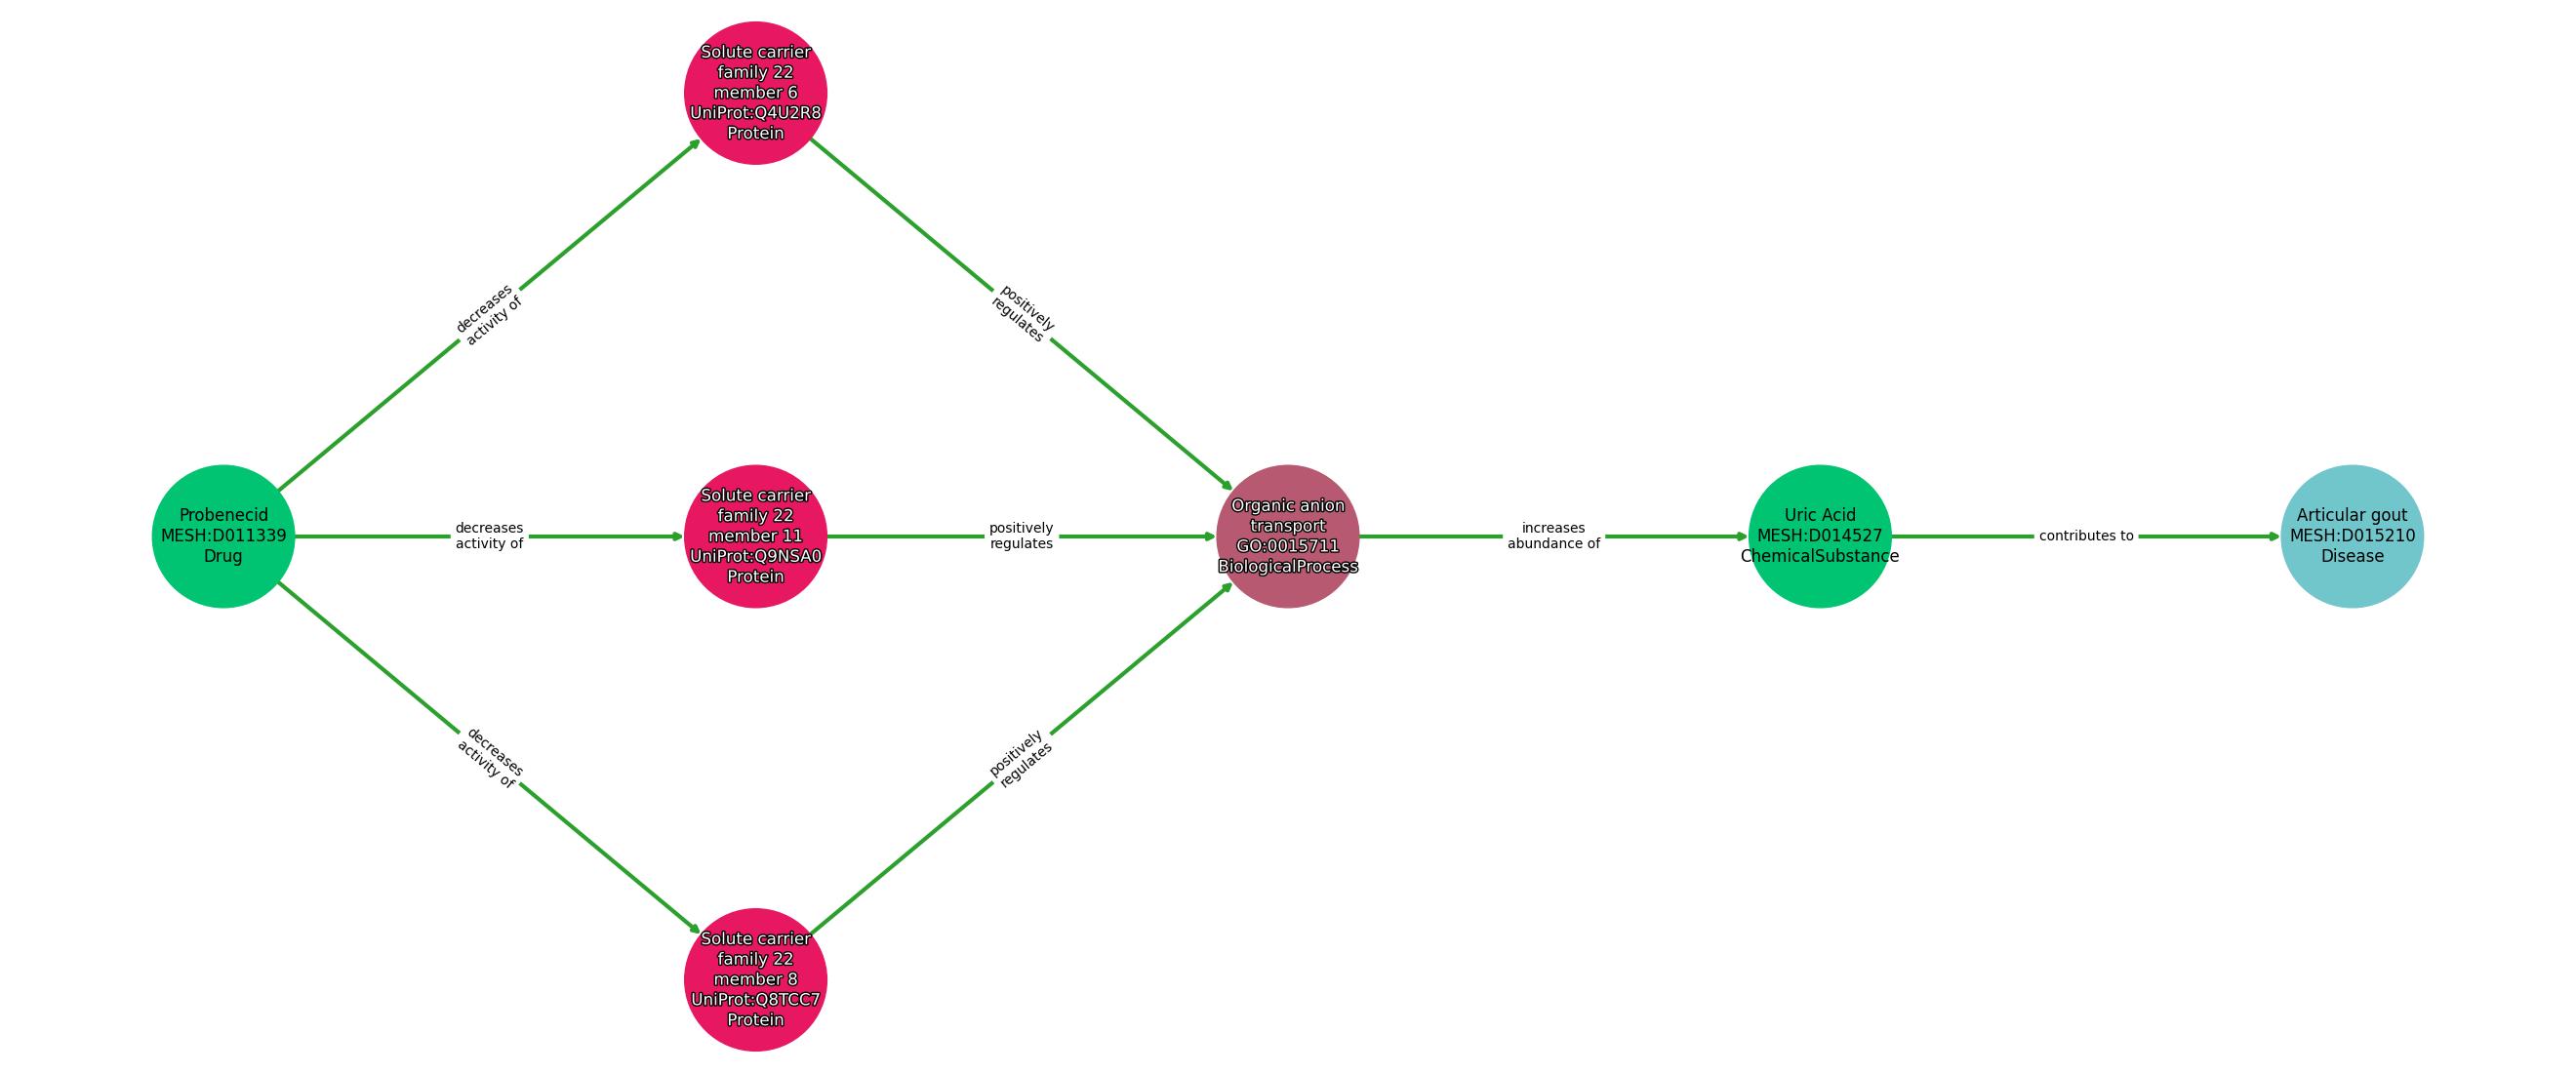 Solute carrier
family 22
member 6
UniProt:Q4U2R8
Protein
decreases
activity of
positively
regulates
Probenecid
MESH:D011339
Drug
decreases
activity of
Solute carrier
family 22
member 11
UniProt:Q9NSA0
Protein
positively
regulates
Organic anion
transport
GO:0015711
BiologicalProcess
increases
abundance of
Uric Acid
MESH:D014527
ChemicalSubstance
contributes to
Articular gout
MESH:D015210
Disease
decreases
activity of
positively
regulates
Solute carrier
family 22
member 8
UniProt:Q8TCC7
Protein